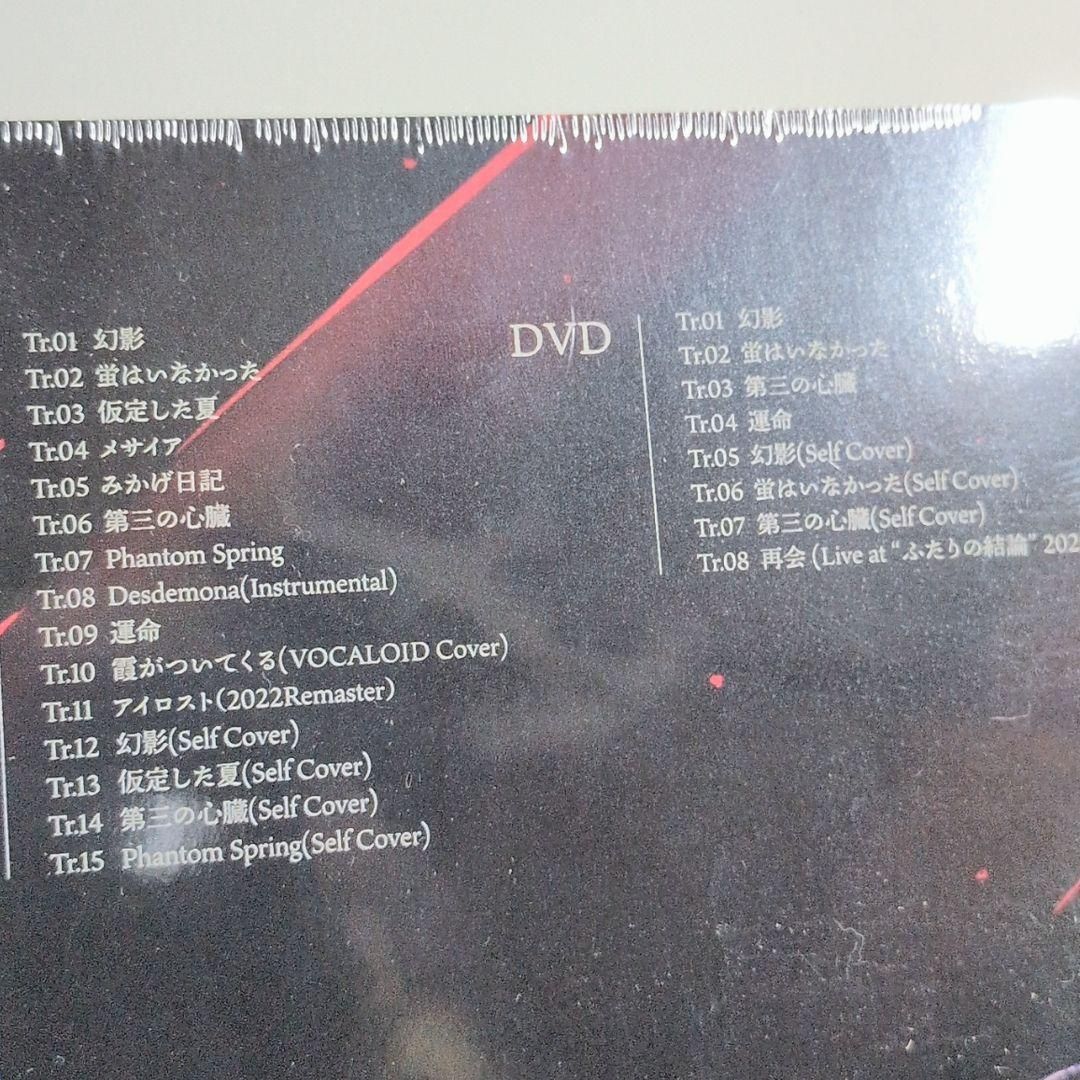 Tr.01 幻影
Tr.02 蛍はいなかった
Tr.03 仮定した夏
Tr.04 メサイア
Tr.05 みかげ日記
Tr.06 第三の心臓
Tr.07 Phantom Spring
Tr.08 Desdemona(Instrumental)
Tr.09 運命
Tr.10 霞がついてくる(VOCALOID Cover)
Tr.11 アイロスト(2022Remaster)
Tr.12 幻影(Self Cover)
Tr.13 仮定した夏(Self Cover)
Tr.14 第三の心臓(Self Cover)
Tr.15 Phantom Spring(Self Cover)
DVD
Tr.01 幻影
Tr.02 蛍はいなかった
Tr.03 第三の心臓
Tr.04 運命
Tr.05 幻影(Self Cover)
Tr.06 蛍はいなかった(Self Cover)
Tr.07 第三の心臓(Self Cover)
Tr.08 再会 (Live at “ふたりの結論”